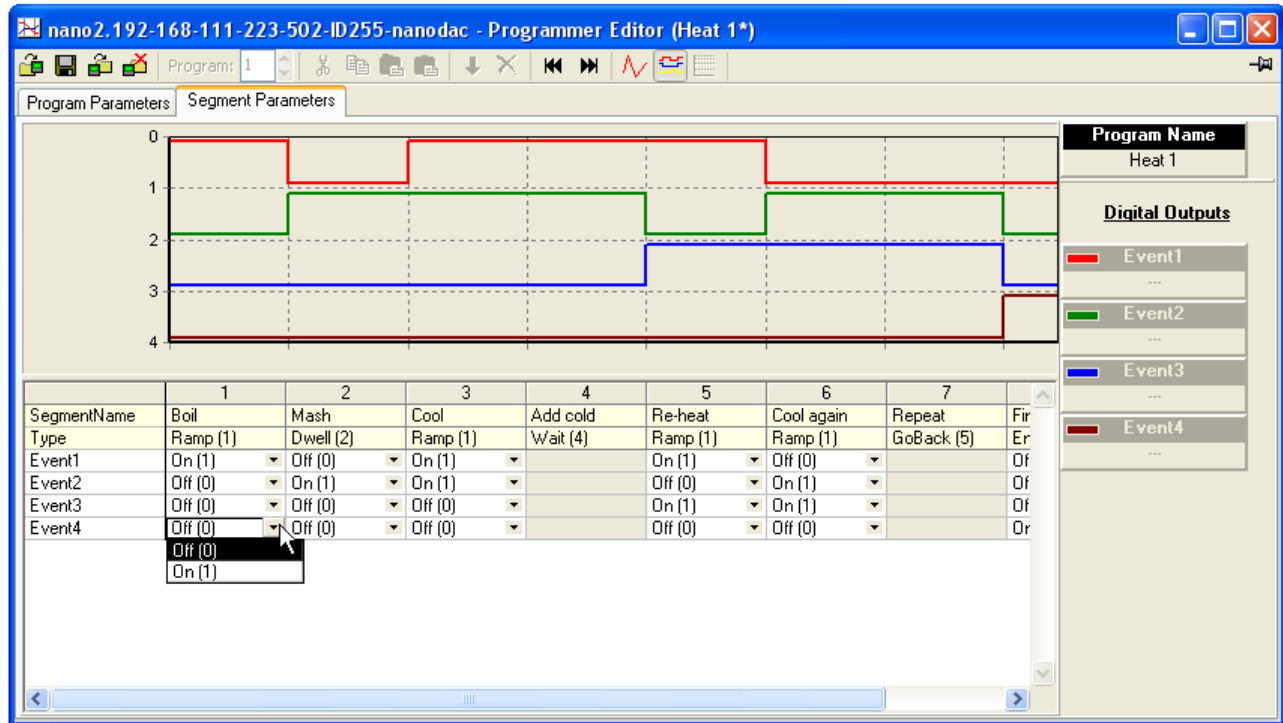 nano2.192-168-111-223-502-ID255-nanodac - Programmer Editor (Heat 1*)
Program: 1
Program Parameters Segment Parameters
0
1
2
3
4
Program Name
Heat 1
Digital Outputs
Event1
---
Event2
---
Event3
---
Event4
---
1 2 3 4 5 6 7
SegmentName Boil Mash Cool Add cold Re-heat Cool again Repeat Fin
Type Ramp (1) Dwell (2) Ramp (1) Wait (4) Ramp (1) Ramp (1) GoBack (5) Er
Event1 On (1) Off (0) On (1) On (1) Off (0) Of
Event2 Off (0) On (1) On (1) Off (0) On (1) Of
Event3 Off (0) Off (0) Off (0) On (1) On (1) Of
Event4 Off (0) Off (0) Off (0) Off (0) Off (0) Or
Off (0)
On (1)